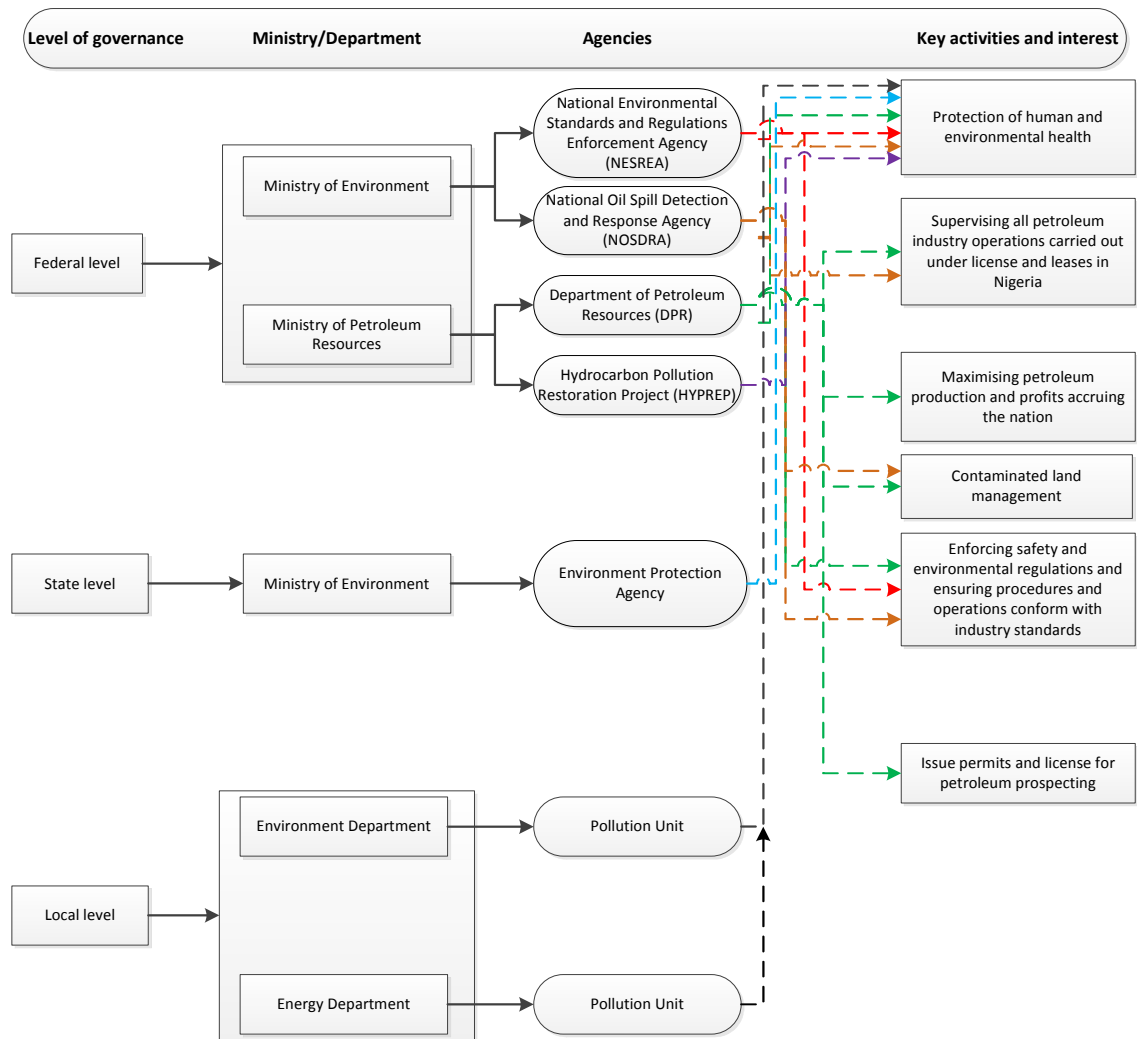 Level of governance
Ministry/Department
Agencies
Key activities and interest
National Environmental
Standards and Regulations
Enforcement Agency
(NESREA)
Protection of human and
environmental health
Ministry of Environment
National Oil Spill Detection
and Response Agency
(NOSDRA)
Supervising all petroleum
industry operations carried out
under license and leases in
Nigeria
Federal level
Department of Petroleum
Resources (DPR)
Ministry of Petroleum
Resources
Hydrocarbon Pollution
Restoration Project (HYPREP)
Maximising petroleum
production and profits accruing
the nation
Contaminated land
management
State level
Ministry of Environment
Environment Protection
Agency
Enforcing safety and
environmental regulations and
ensuring procedures and
operations conform with
industry standards
Issue permits and license for
petroleum prospecting
Environment Department
Pollution Unit
Local level
Energy Department
Pollution Unit